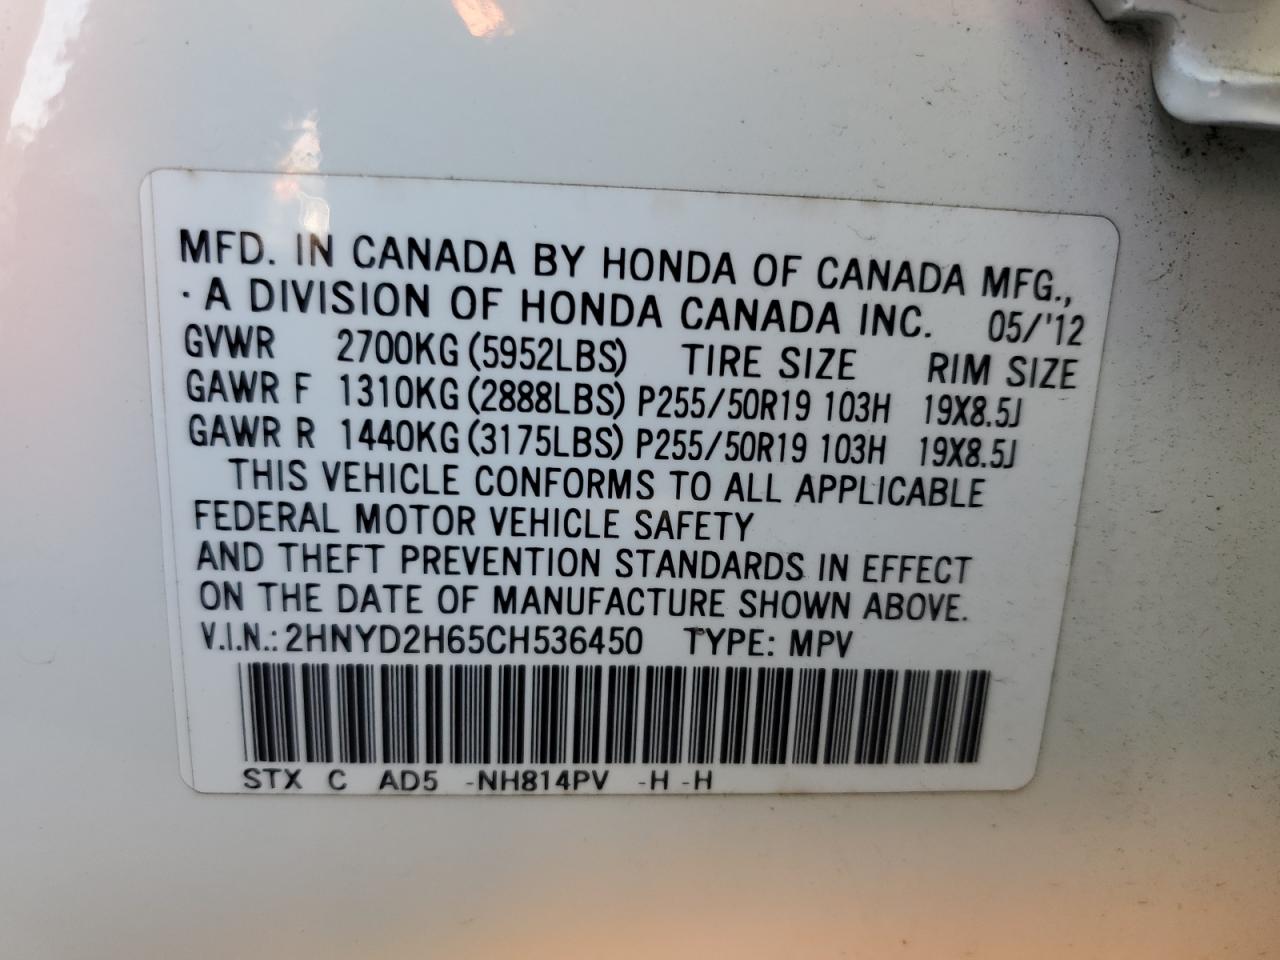 MFD. IN CANADA BY HONDA OF CANADA MFG.,
· A DIVISION OF HONDA CANADA INC. 05/'12
GVWR 2700KG (5952LBS) TIRE SIZE RIM SIZE
GAWR F 1310KG (2888LBS) P255/50R19 103H 19X8.5J
GAWR R 1440KG (3175LBS) P255/50R19 103H 19X8.5J
THIS VEHICLE CONFORMS TO ALL APPLICABLE
FEDERAL MOTOR VEHICLE SAFETY
AND THEFT PREVENTION STANDARDS IN EFFECT
ON THE DATE OF MANUFACTURE SHOWN ABOVE.
V.I.N.: 2HNYD2H65CH536450 TYPE: MPV
STX C AD5 -NH814PV -H -H